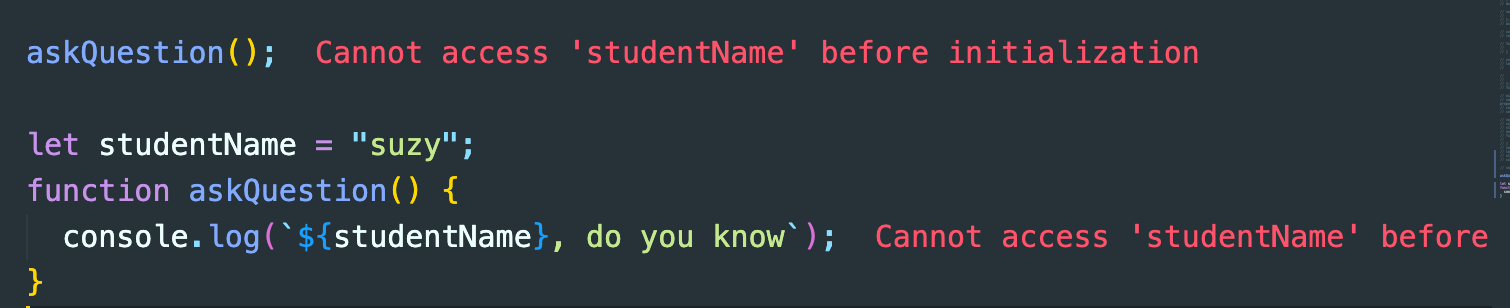 askQuestion();  Cannot access 'studentName' before initialization
let studentName = "suzy";
function askQuestion() {
console.log(`${studentName}, do you know`);  Cannot access 'studentName' before
}